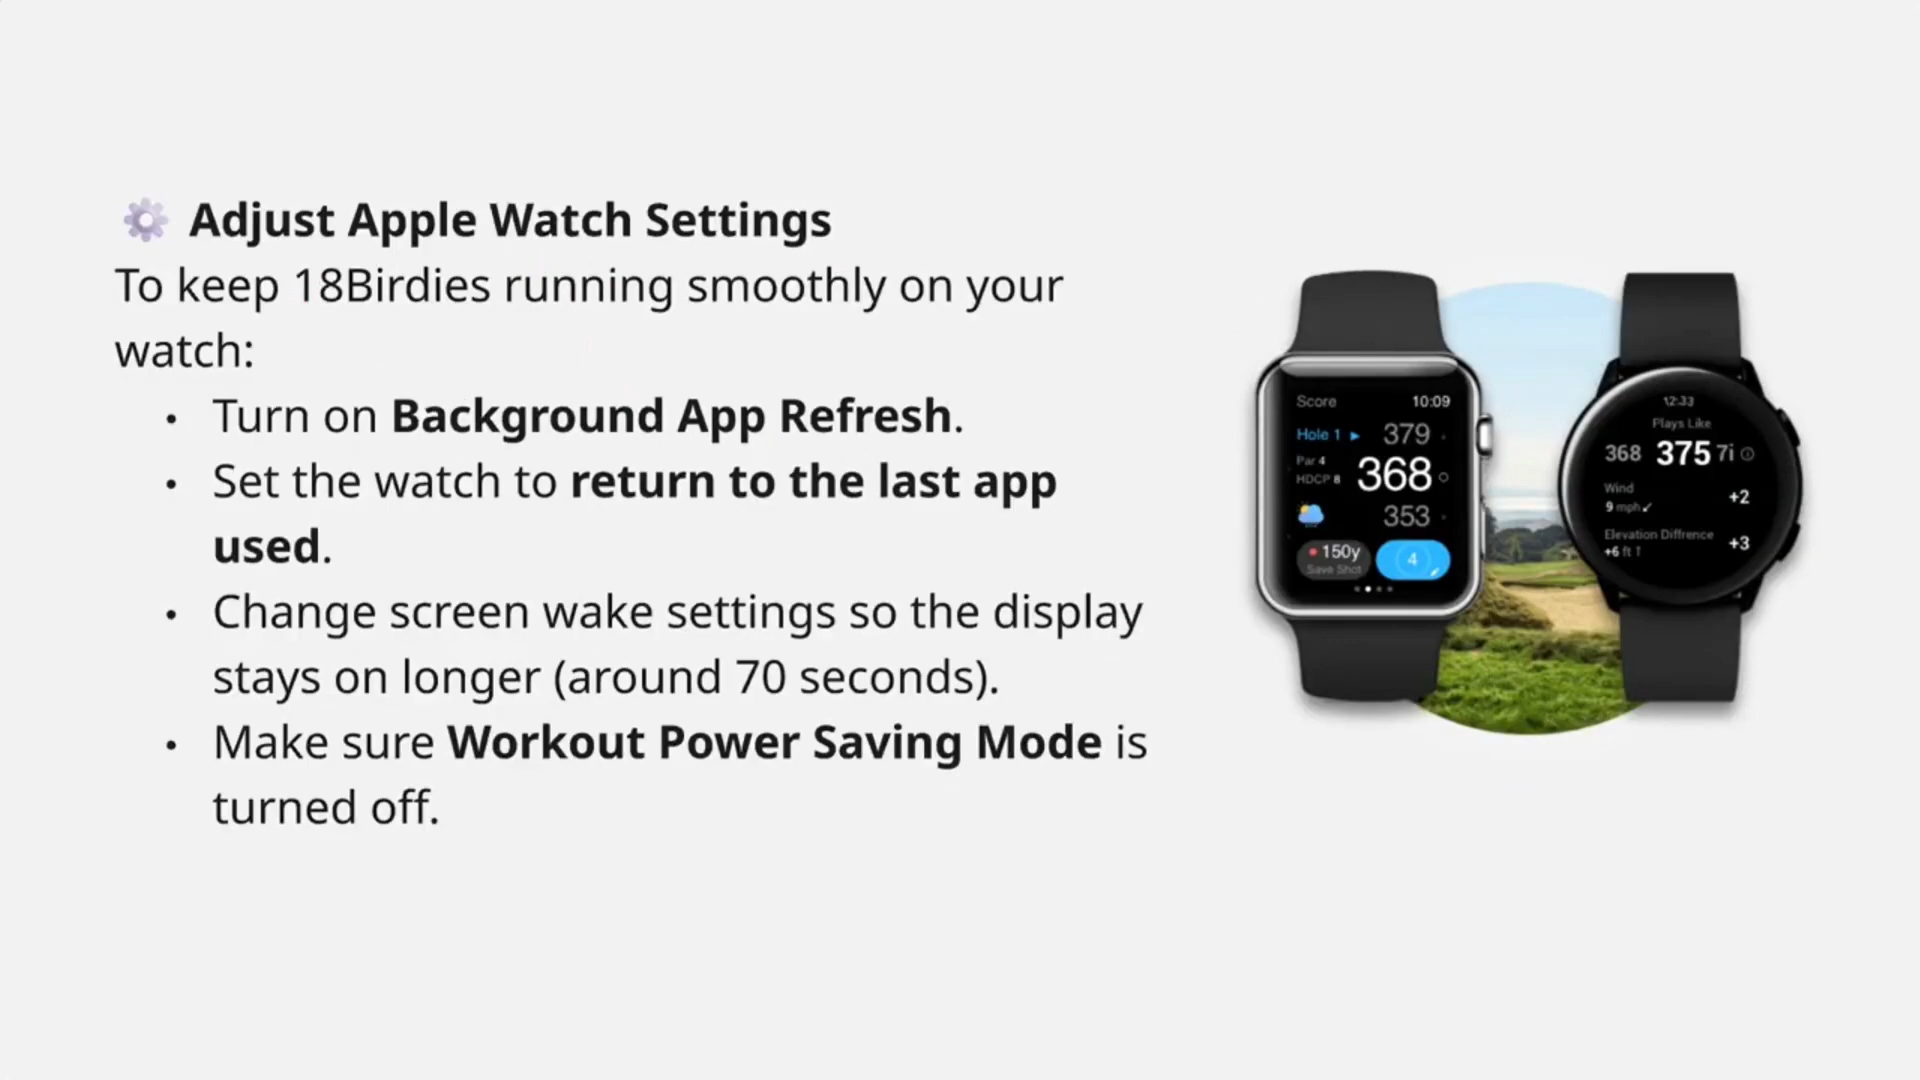 Adjust Apple Watch Settings
To keep 18Birdies running smoothly on your
watch:
• Turn on Background App Refresh.
• Set the watch to return to the last app
used.
• Change screen wake settings so the display
stays on longer (around 70 seconds).
• Make sure Workout Power Saving Mode is
turned off.
Score 10:09
Hole 1 ▶ 379
Par 4
HDCP 8 368
353
150y
Save Shot
4
12:33
Plays Like
368 375 7i
Wind
9 mph +2
Elevation Diffrence
+6 ft +3